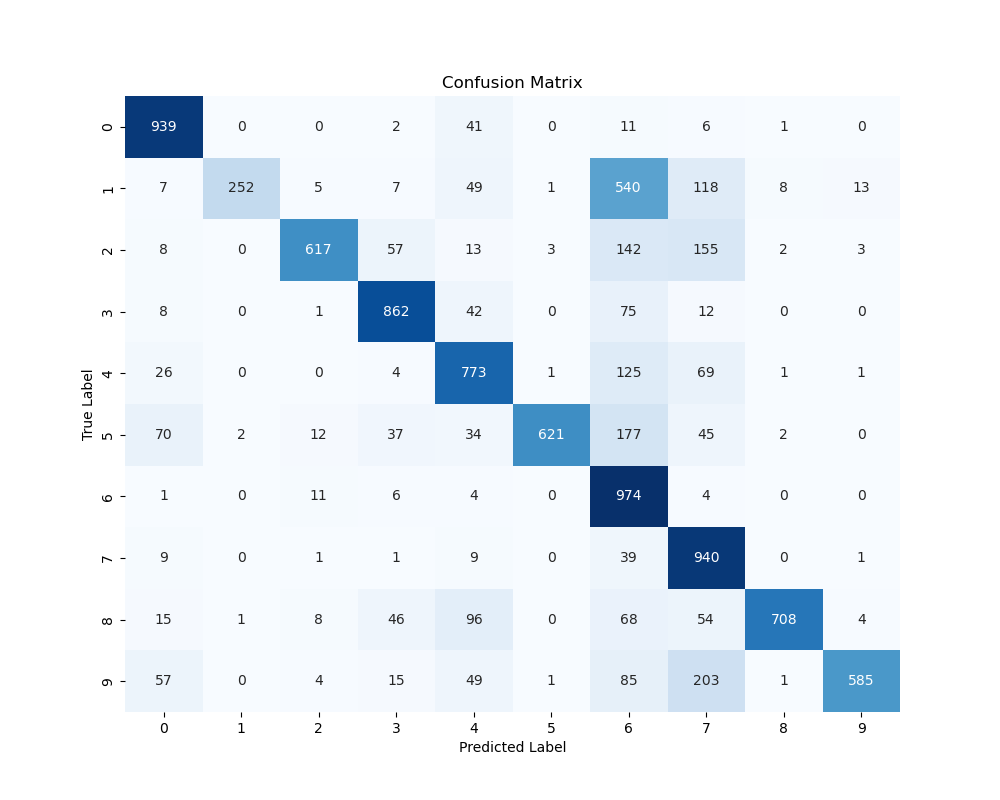 Confusion Matrix
True Label
0 939 0 0 2 41 0 11 6 1 0
1 7 252 5 7 49 1 540 118 8 13
2 8 0 617 57 13 3 142 155 2 3
3 8 0 1 862 42 0 75 12 0 0
4 26 0 0 4 773 1 125 69 1 1
5 70 2 12 37 34 621 177 45 2 0
6 1 0 11 6 4 0 974 4 0 0
7 9 0 1 1 9 0 39 940 0 1
8 15 1 8 46 96 0 68 54 708 4
9 57 0 4 15 49 1 85 203 1 585
0 1 2 3 4 5 6 7 8 9
Predicted Label